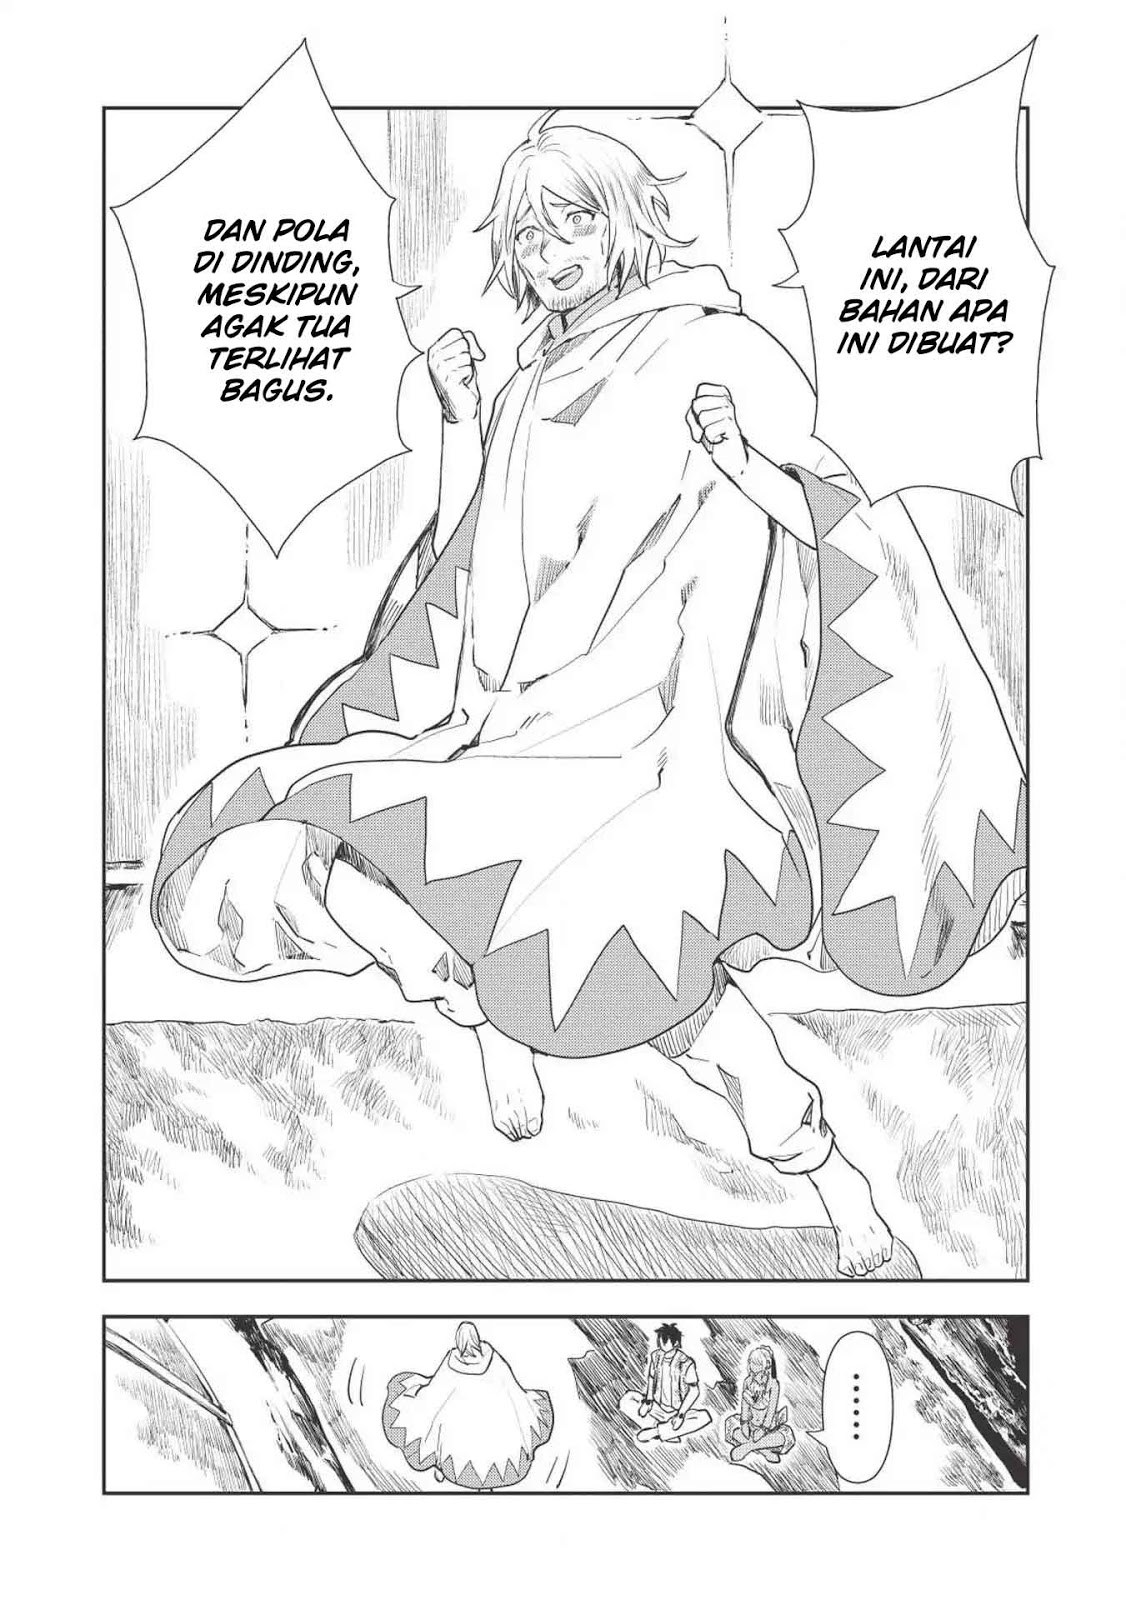 LANTAI
INI, DARI
BAHAN APA
INI DIBUAT?
DAN POLA
DI DINDING,
MESKIPUN
AGAK TUA
TERLIHAT
BAGUS.
......